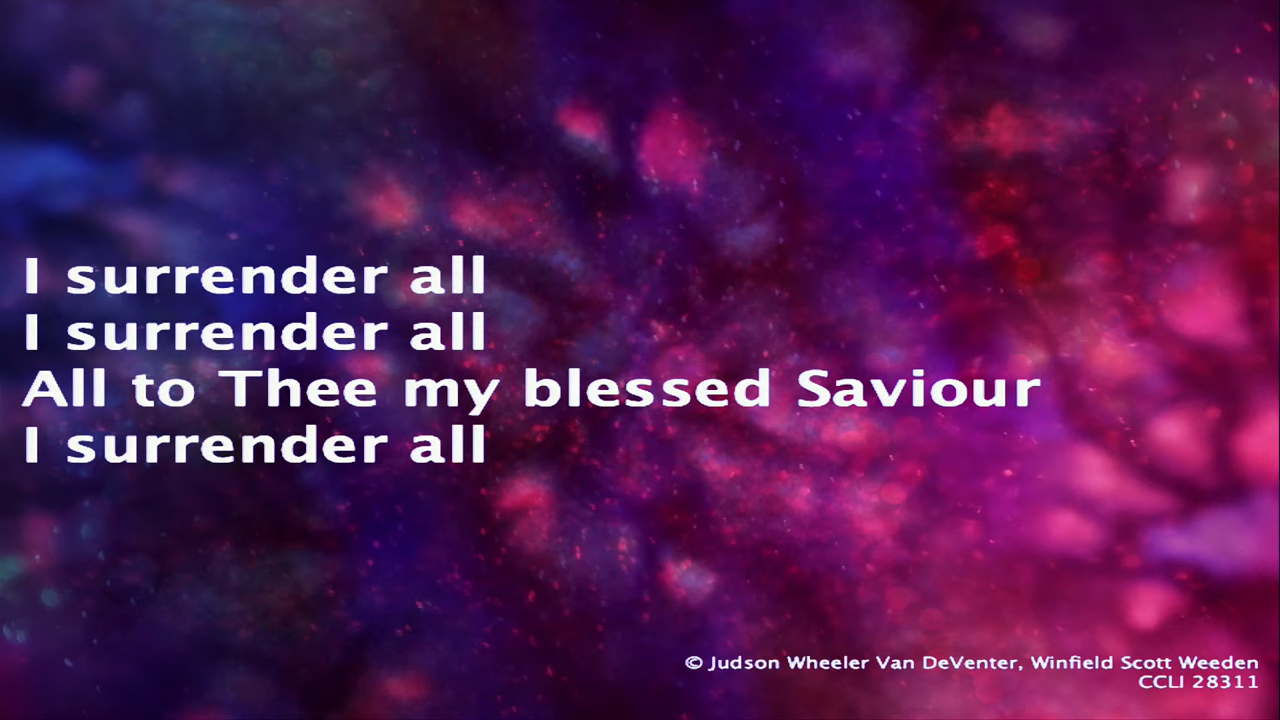 I surrender all
I surrender all
All to Thee my blessed Saviour
I surrender all
© Judson Wheeler Van DeVenter, Winfield Scott Weeden
CCLI 28311